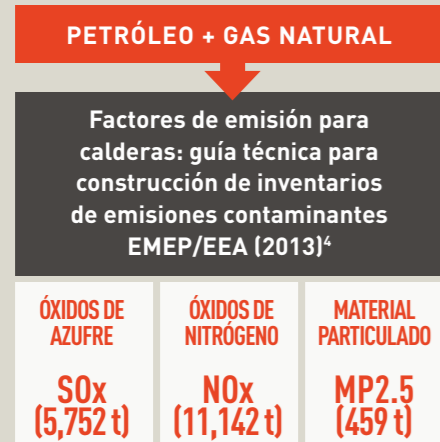 PETRÓLEO + GAS NATURAL
Factores de emisión para
calderas: guía técnica para
construcción de inventarios
de emisiones contaminantes
EMEP/EEA (2013)⁴
ÓXIDOS DE
AZUFRE
SOx
(5,752 t)
ÓXIDOS DE
NITRÓGENO
NOx
(11,142 t)
MATERIAL
PARTICULADO
MP2.5
(459 t)